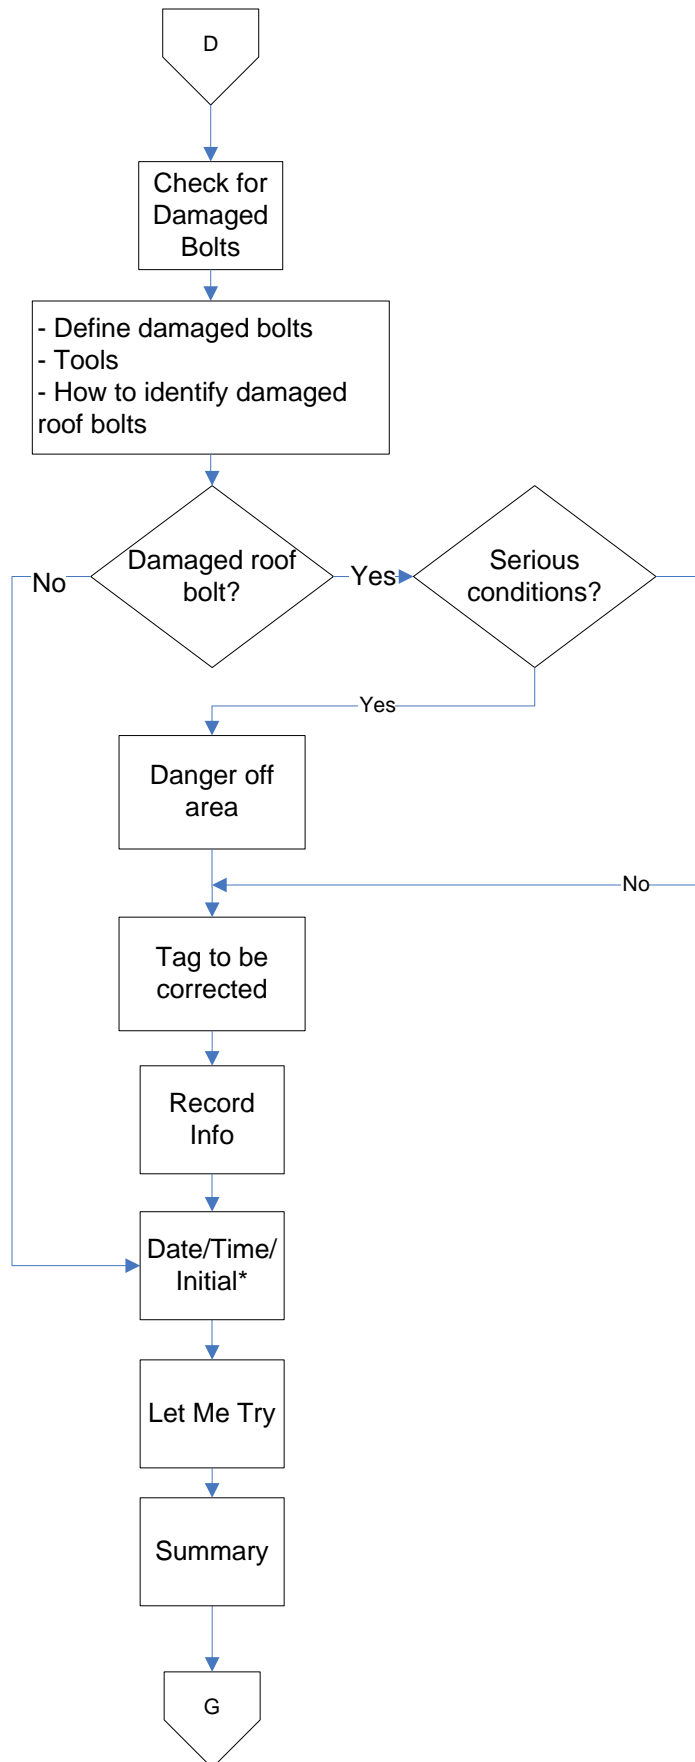 D
Check for
Damaged
Bolts
- Define damaged bolts
- Tools
- How to identify damaged
roof bolts
Damaged roof
bolt?
No
Yes
Serious
conditions?
Yes
Danger off
area
No
Tag to be
corrected
Record
Info
Date/Time/
Initial*
Let Me Try
Summary
G